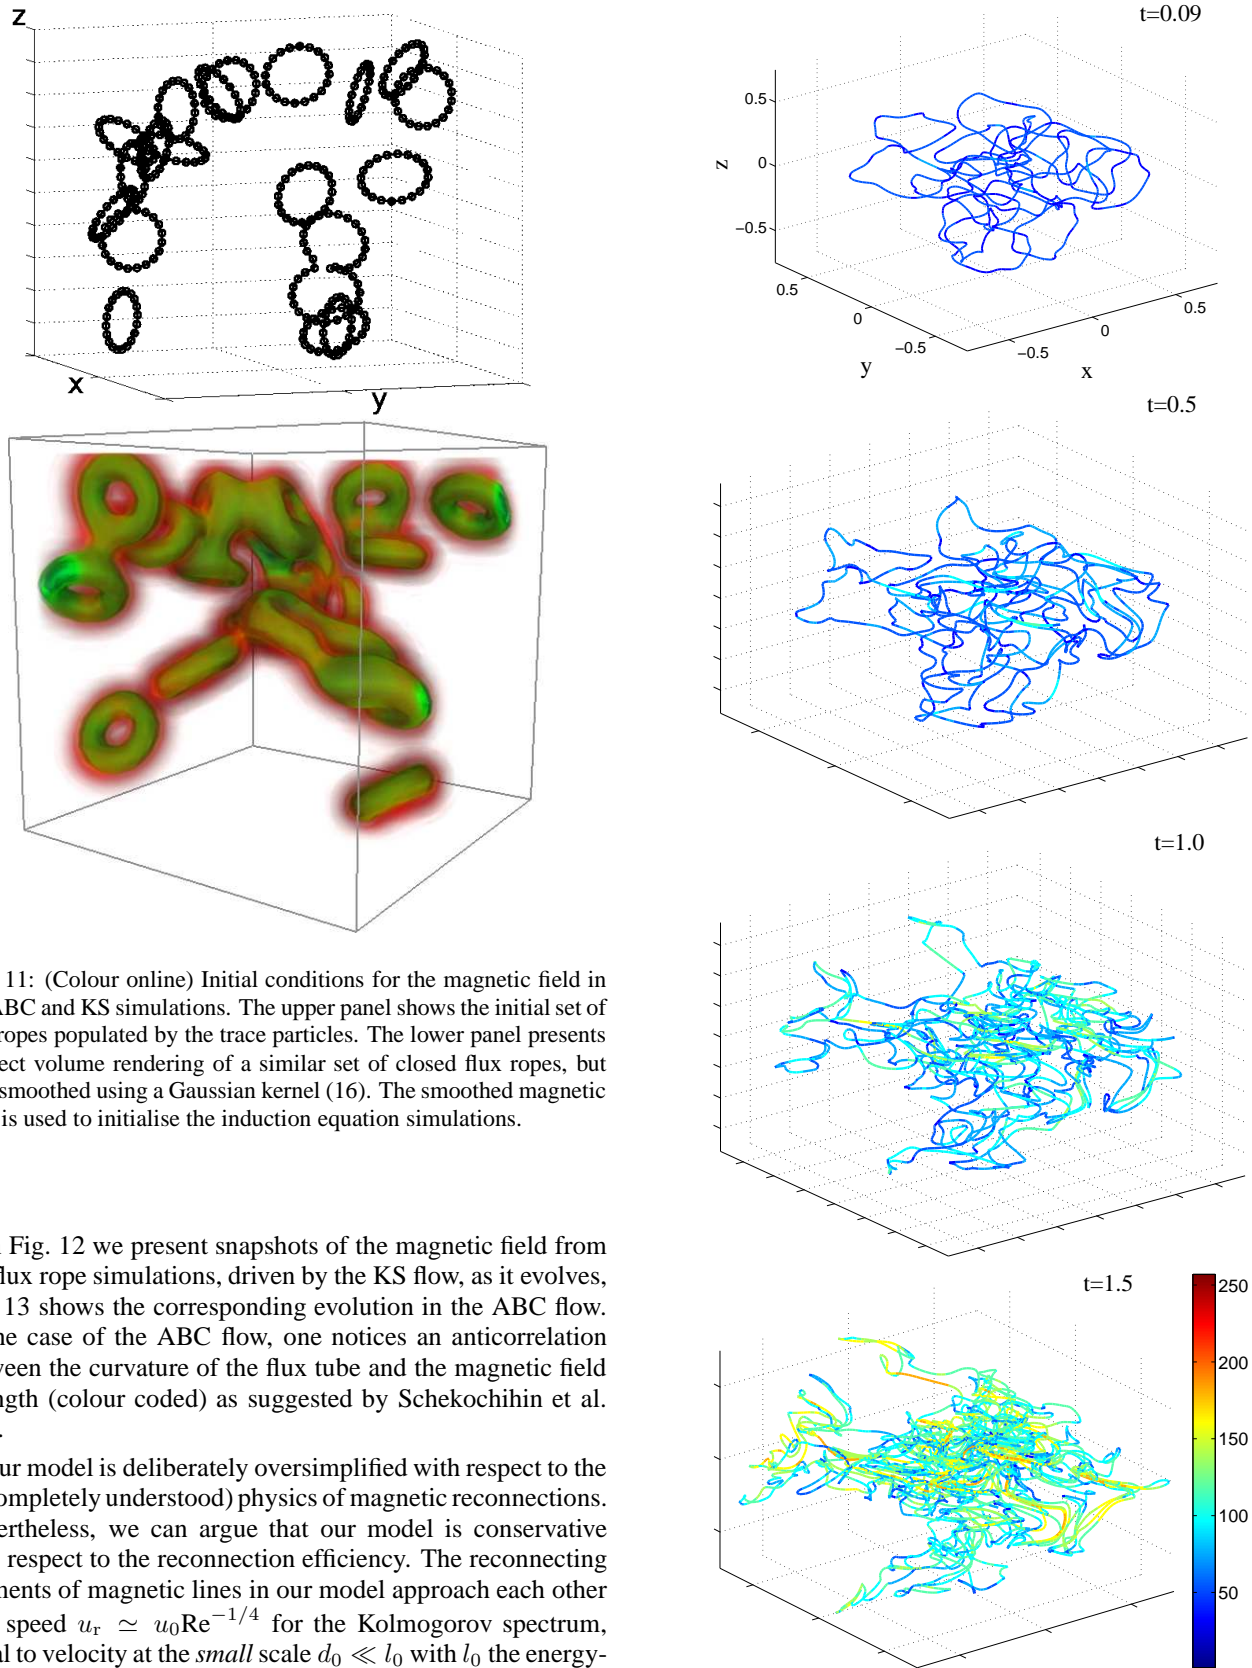 z
x
y
11: (Colour online) Initial conditions for the magnetic field in
ABC and KS simulations. The upper panel shows the initial set of
ropes populated by the trace particles. The lower panel presents
ect volume rendering of a similar set of closed flux ropes, but
smoothed using a Gaussian kernel (16). The smoothed magnetic
is used to initialise the induction equation simulations.
Fig. 12 we present snapshots of the magnetic field from
flux rope simulations, driven by the KS flow, as it evolves,
13 shows the corresponding evolution in the ABC flow.
he case of the ABC flow, one notices an anticorrelation
ween the curvature of the flux tube and the magnetic field
ngth (colour coded) as suggested by Schekochihin et al.
.
ur model is deliberately oversimplified with respect to the
ompletely understood) physics of magnetic reconnections.
ertheless, we can argue that our model is conservative
respect to the reconnection efficiency. The reconnecting
ments of magnetic lines in our model approach each other
speed u_r ≃ u_0Re^{−1/4} for the Kolmogorov spectrum,
al to velocity at the small scale d_0 ≪ l_0 with l_0 the energy-
t=0.09
0.5
z
0
−0.5
0.5
0
−0.5
y
−0.5
0
0.5
x
t=0.5
t=1.0
t=1.5
250
200
150
100
50